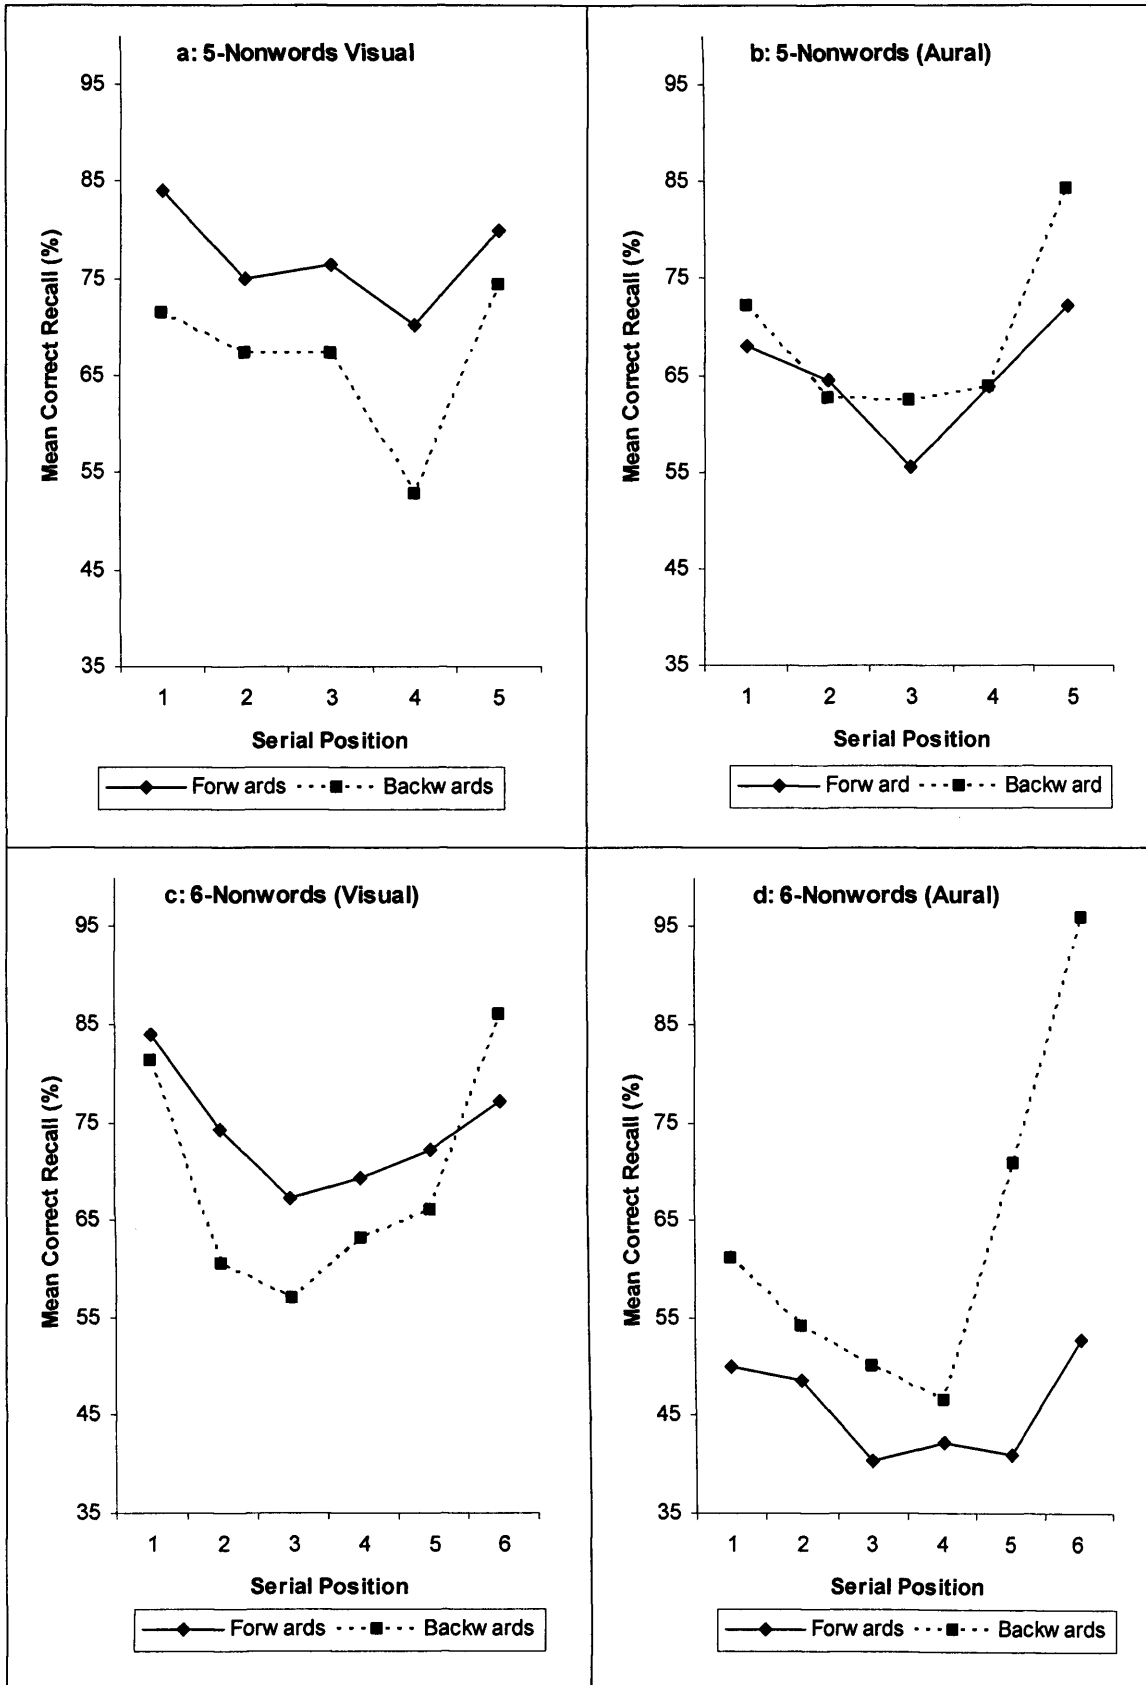 a: 5-Nonwords Visual
95
85
75
65
55
45
35
Mean Correct Recall (%)
1 2 3 4 5
Serial Position
Forw ards Backw ards
b: 5-Nonwords (Aural)
95
85
75
65
55
45
35
Mean Correct Recall (%)
1 2 3 4 5
Serial Position
Forw ard Backw ard
c: 6-Nonwords (Visual)
95
85
75
65
55
45
35
Mean Correct Recall (%)
1 2 3 4 5 6
Serial Position
Forw ards Backw ards
d: 6-Nonwords (Aural)
95
85
75
65
55
45
35
Mean Correct Recall (%)
1 2 3 4 5 6
Serial Position
Forw ards Backw ards